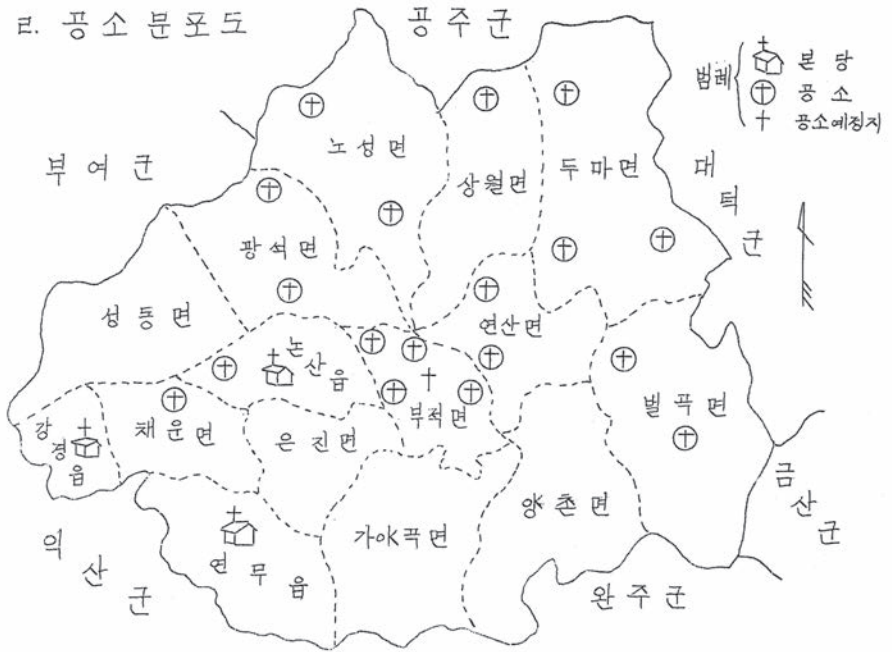 ㄹ. 공소분포도
공주군
범례
본당
공소
공소예정지
부여군
노성면
상월면
두마면
대덕군
광석면
성동면
연산면
논산읍
부적면
벌곡면
강경읍
채운면
은진면
양촌면
금산군
가야곡면
익산군
연무읍
완주군